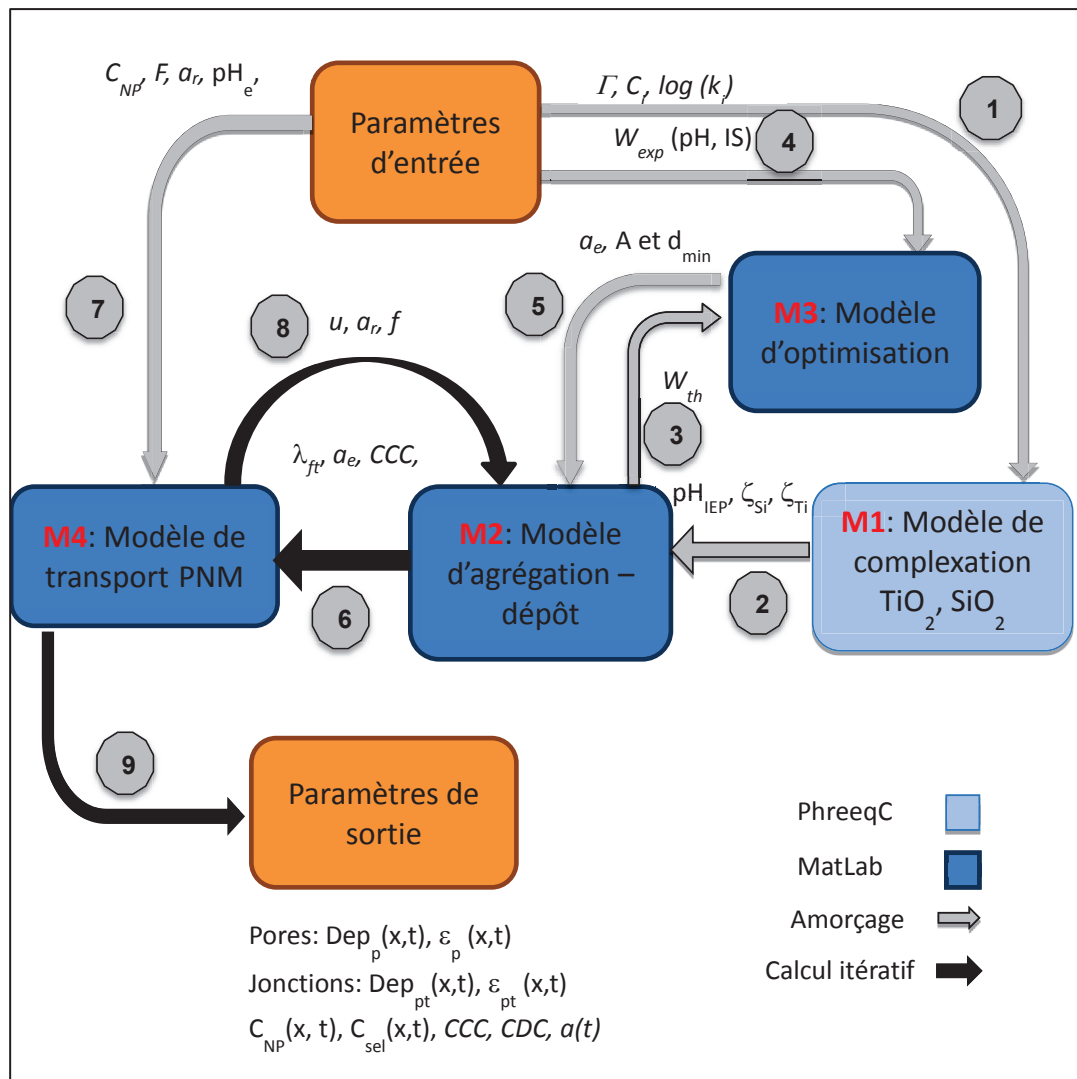 C_NP, F, a_r, pH_e,
Γ, C_i, log (k_i)
1
Paramètres
d'entrée
W_exp (pH, IS)
4
a_e, A et d_min
7
5
8
u, a_r, f
M3: Modèle
d'optimisation
W_th
3
λ_ft, a_e, CCC,
pH_IEP, ζ_Si, ζ_Ti
M4: Modèle de
transport PNM
M2: Modèle
d'agrégation –
dépôt
M1: Modèle de
complexation
TiO_2, SiO_2
6
2
9
Paramètres de
sortie
PhreeqC
MatLab
Amorçage
Calcul itératif
Pores: Dep_p(x,t), ε_p (x,t)
Jonctions: Dep_pt(x,t), ε_pt (x,t)
C_NP(x, t), C_sel(x,t), CCC, CDC, a(t)